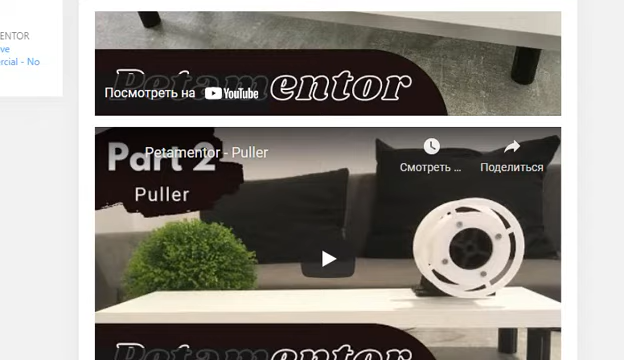 ENTOR
ve
rcial - No
Petamentor
Посмотреть на YouTube
Part 2
Petamentor - Puller
Смотреть ...
Поделиться
Puller
Petamentor